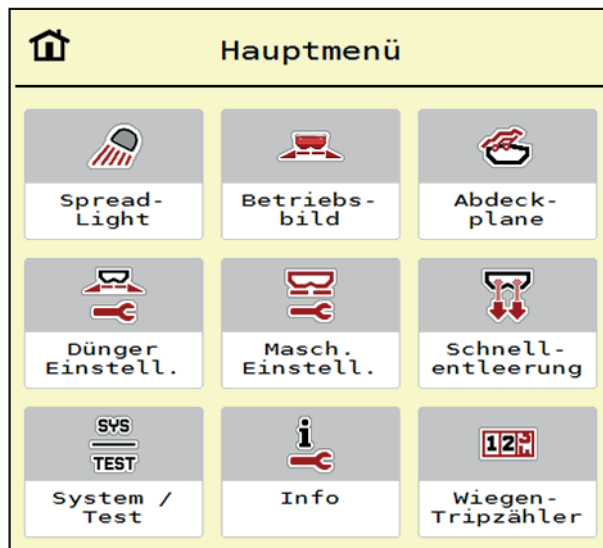 Hauptmenü
Spread-
Light
Betriebs-
bild
Abdeck-
plane
Dünger
Einstell.
Masch.
Einstell.
Schnell-
entleerung
SYS
TEST
System /
Test
i
Info
123
Wiegen-
Tripzähler